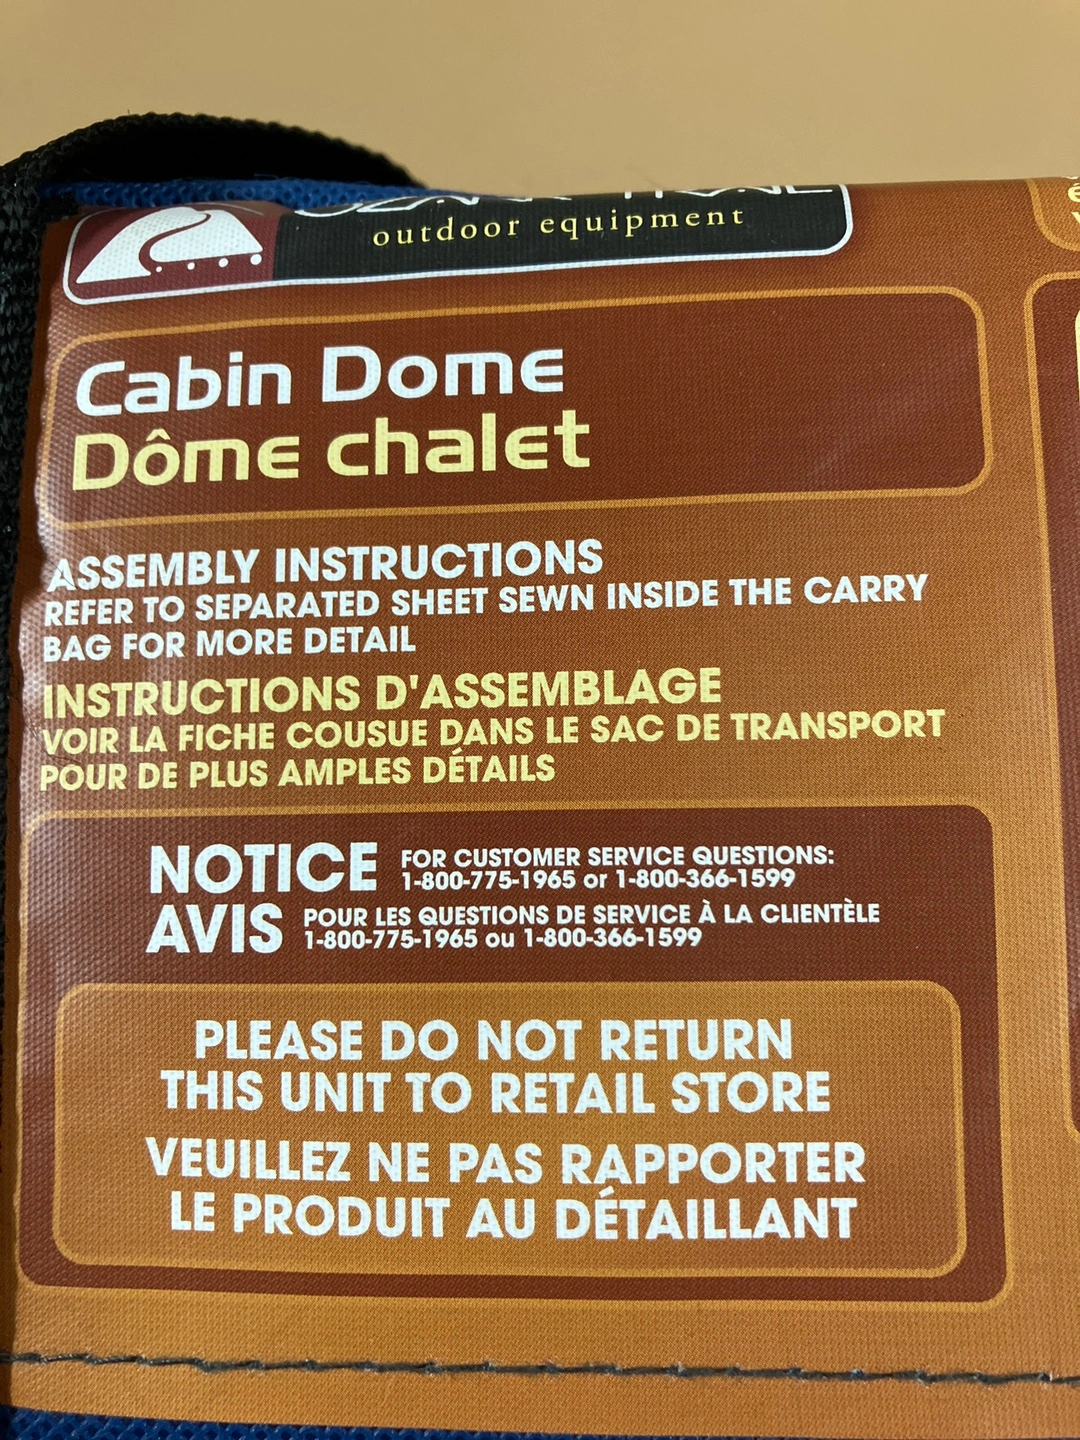 outdoor equipment
Cabin Dome
Dôme chalet
ASSEMBLY INSTRUCTIONS
REFER TO SEPARATED SHEET SEWN INSIDE THE CARRY
BAG FOR MORE DETAIL
INSTRUCTIONS D'ASSEMBLAGE
VOIR LA FICHE COUSUE DANS LE SAC DE TRANSPORT
POUR DE PLUS AMPLES DÉTAILS
NOTICE FOR CUSTOMER SERVICE QUESTIONS:
1-800-775-1965 or 1-800-366-1599
AVIS POUR LES QUESTIONS DE SERVICE À LA CLIENTÈLE
1-800-775-1965 ou 1-800-366-1599
PLEASE DO NOT RETURN
THIS UNIT TO RETAIL STORE
VEUILLEZ NE PAS RAPPORTER
LE PRODUIT AU DÉTAILLANT